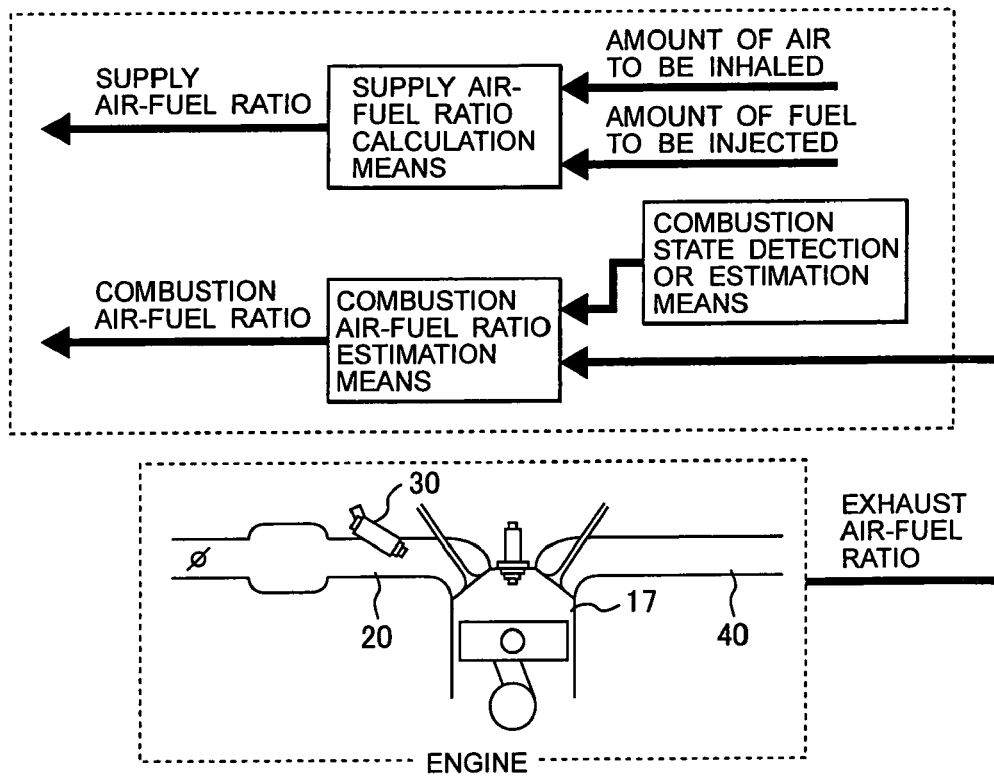 AMOUNT OF AIR
TO BE INHALED
SUPPLY
AIR-FUEL RATIO
SUPPLY AIR-
FUEL RATIO
CALCULATION
MEANS
AMOUNT OF FUEL
TO BE INJECTED
COMBUSTION
STATE DETECTION
OR ESTIMATION
MEANS
COMBUSTION
AIR-FUEL RATIO
COMBUSTION
AIR-FUEL RATIO
ESTIMATION
MEANS
30
EXHAUST
AIR-FUEL
RATIO
20
17
40
ENGINE